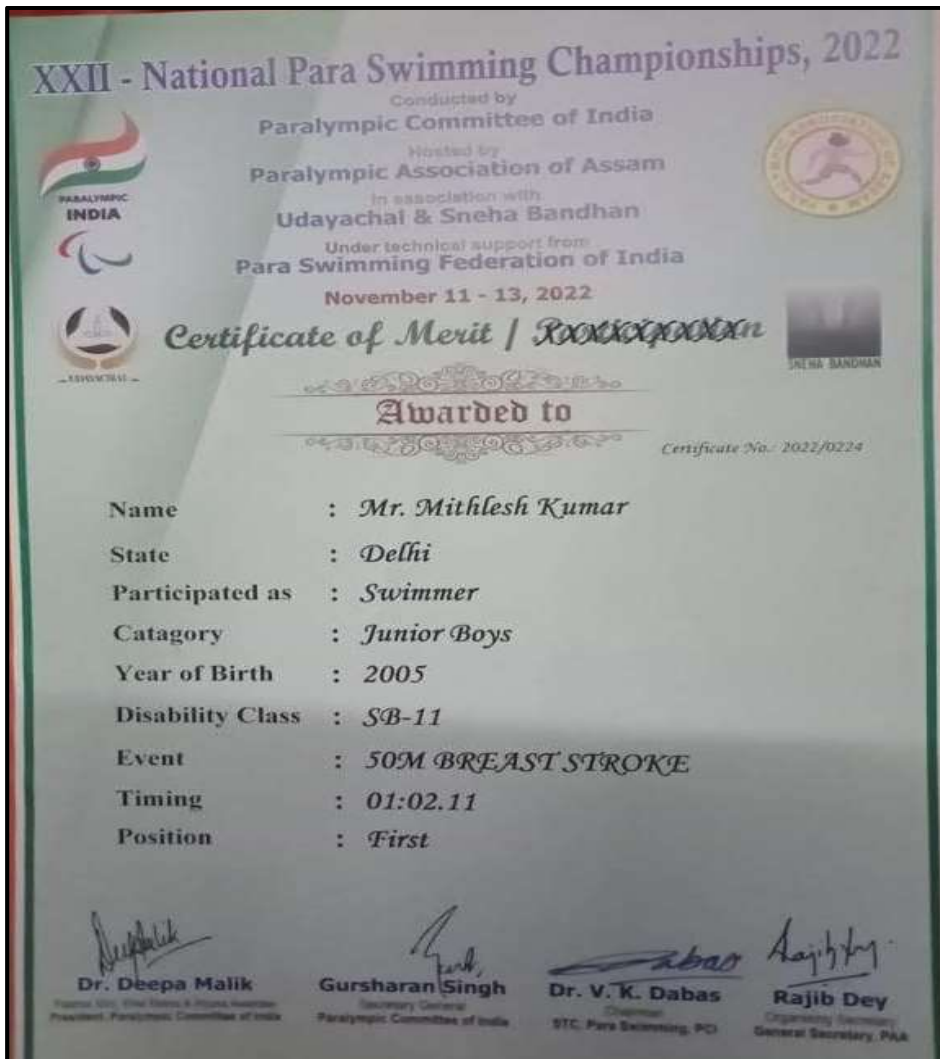 XXII - National Para Swimming Championships, 2022
Conducted by
Paralympic Committee of India
Hosted by
Paralympic Association of Assam
In association with
Udayachal & Sneha Bandhan
Under technical support from
Para Swimming Federation of India
November 11 - 13, 2022
PARALYMPIC
INDIA
Certificate of Merit /
UDAYACHAL
SNEHA BANDHAN
Awarded to
Certificate No.: 2022/0224
Name : Mr. Mithlesh Kumar
State : Delhi
Participated as : Swimmer
Catagory : Junior Boys
Year of Birth : 2005
Disability Class : SB-11
Event : 50M BREAST STROKE
Timing : 01:02.11
Position : First
Dr. Deepa Malik
President, Paralympic Committee of India
Gursharan Singh
Secretary General
Paralympic Committee of India
Dabas
Dr. V. K. Dabas
Chairman
STC, Para Swimming, PCI
Rajib Dey
Organising Secretary
General Secretary, PAA